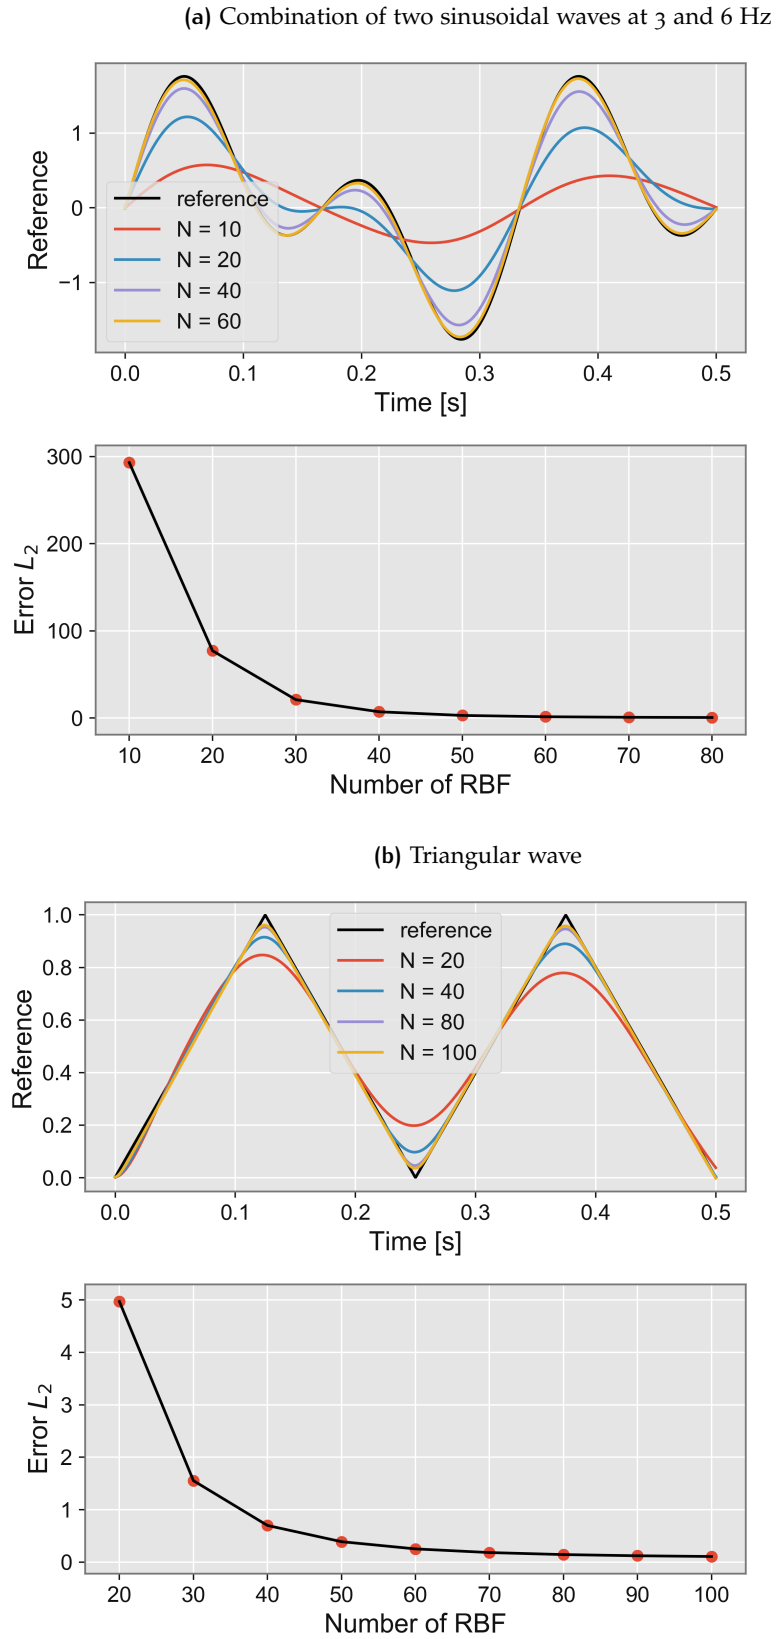 (a) Combination of two sinusoidal waves at 3 and 6 Hz
1
0
−1
Reference
reference
N = 10
N = 20
N = 40
N = 60
0.0 0.1 0.2 0.3 0.4 0.5
Time [s]
300
200
100
0
Error L2
10 20 30 40 50 60 70 80
Number of RBF
(b) Triangular wave
1.0
0.8
0.6
0.4
0.2
0.0
Reference
reference
N = 20
N = 40
N = 80
N = 100
0.0 0.1 0.2 0.3 0.4 0.5
Time [s]
5
4
3
2
1
0
Error L2
20 30 40 50 60 70 80 90 100
Number of RBF